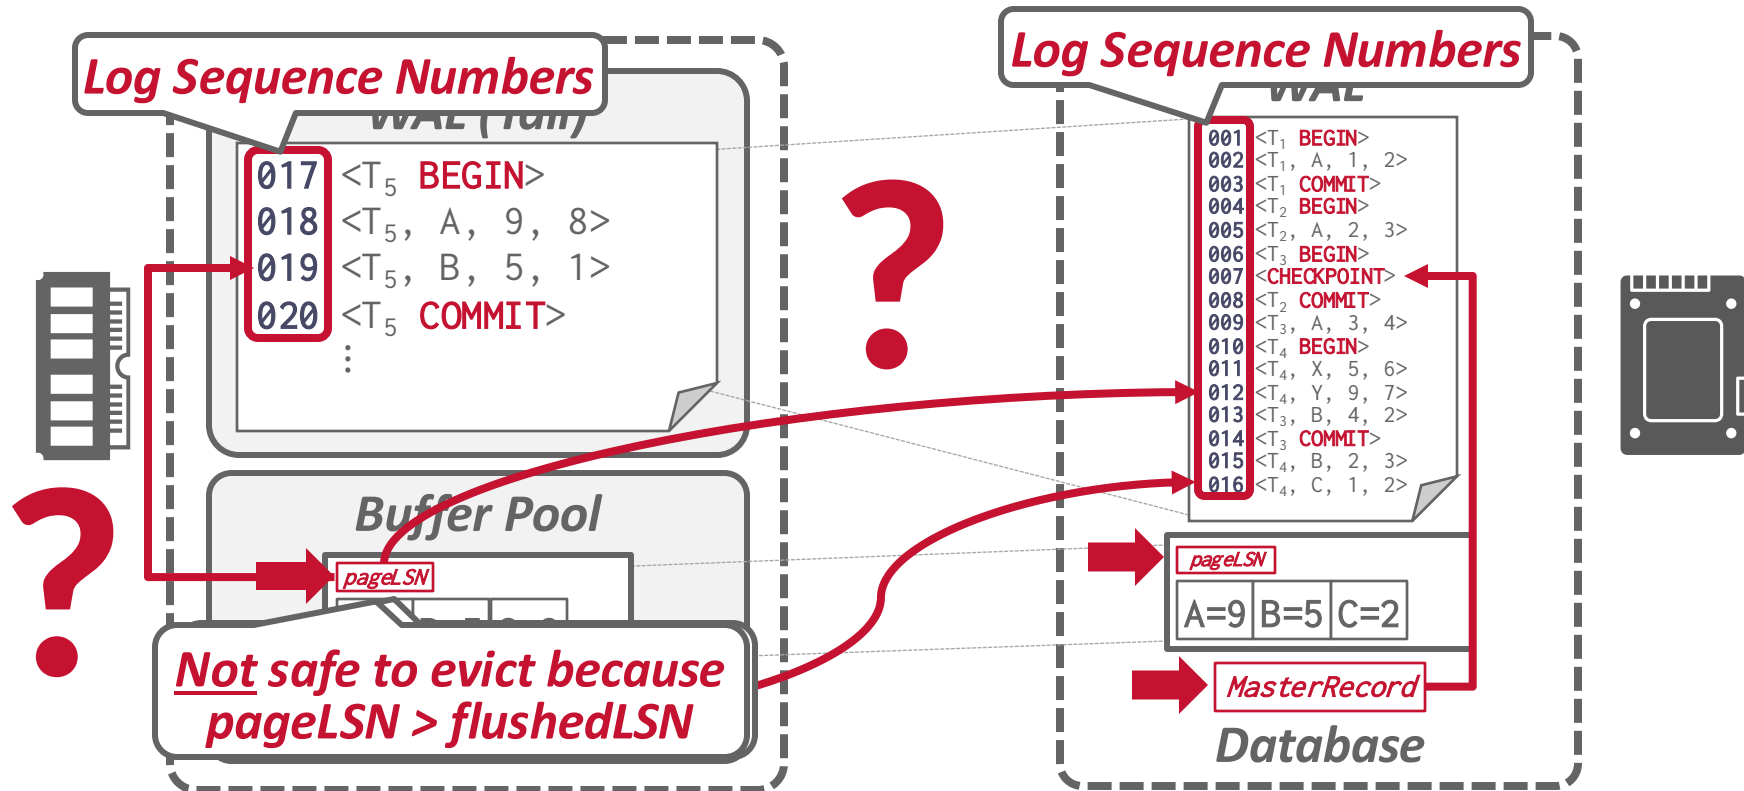 Log Sequence Numbers
WAL (Tail)
017 <T5 BEGIN>
018 <T5, A, 9, 8>
019 <T5, B, 5, 1>
020 <T5 COMMIT>
⋮
?
?
Buffer Pool
pageLSN
Not safe to evict because
pageLSN > flushedLSN
Log Sequence Numbers
WAL
001 <T1 BEGIN>
002 <T1, A, 1, 2>
003 <T1 COMMIT>
004 <T2 BEGIN>
005 <T2, A, 2, 3>
006 <T3 BEGIN>
007 <CHECKPOINT>
008 <T2 COMMIT>
009 <T3, A, 3, 4>
010 <T4 BEGIN>
011 <T4, X, 5, 6>
012 <T4, Y, 9, 7>
013 <T3, B, 4, 2>
014 <T3 COMMIT>
015 <T4, B, 2, 3>
016 <T4, C, 1, 2>
pageLSN
A=9 B=5 C=2
MasterRecord
Database